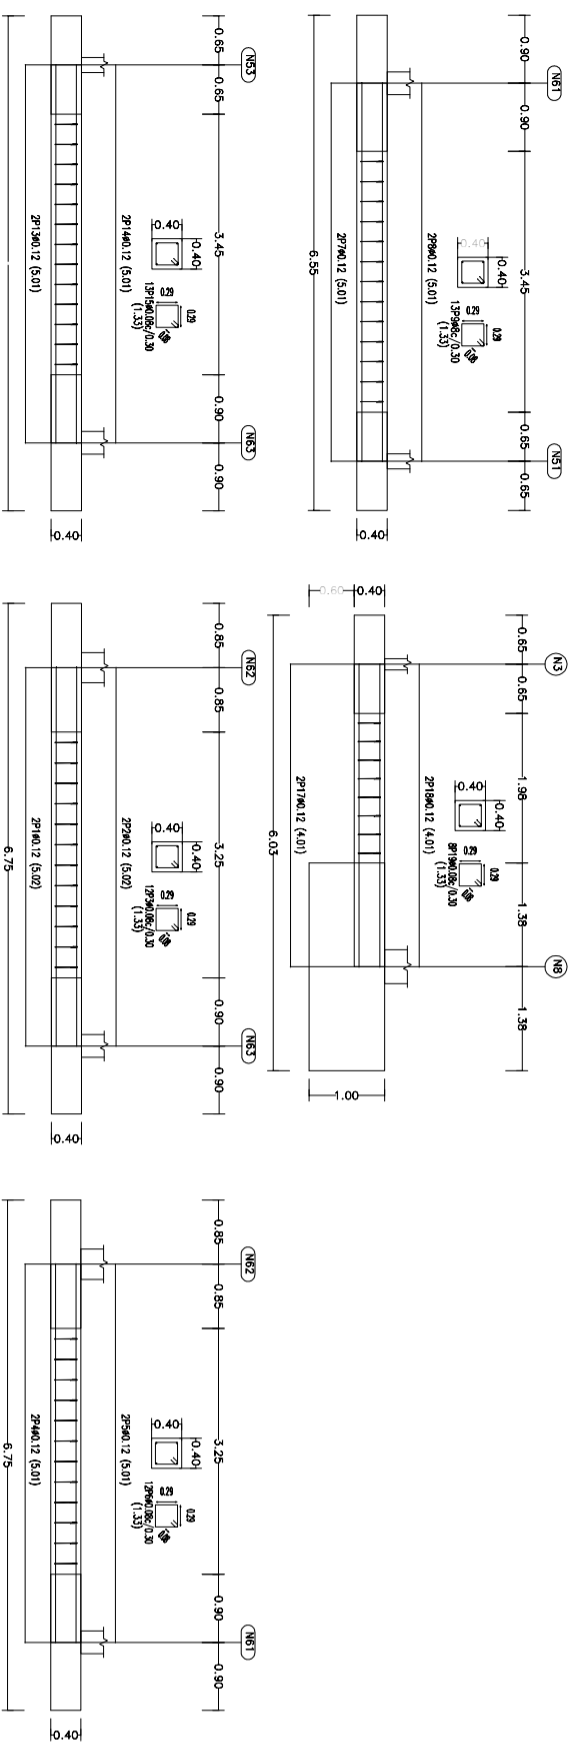 N61 N51
0.90 0.90 3.45 0.65 0.65
0.40
0.40
0.29
0.29
0.08
13P9ø8c/0.30
(1.33)
2P8ø0.12 (5.01)
0.40
2P7ø0.12 (5.01)
6.55
N3 N8
0.65 0.65 1.98 1.38 1.38
0.40
0.40
0.29
0.29
0.08
8P19ø0.08c/0.30
(1.33)
2P18ø0.12 (4.01)
0.40
0.60
1.00
2P17ø0.12 (4.01)
6.03
N53 N63
0.65 0.65 3.45 0.90 0.90
0.40
0.40
0.29
0.29
0.08
13P15ø0.08c/0.30
(1.33)
2P14ø0.12 (5.01)
0.40
2P13ø0.12 (5.01)
N62 N63
0.85 0.85 3.25 0.90 0.90
0.40
0.40
0.29
0.29
0.08
12P3ø0.08c/0.30
(1.33)
2P2ø0.12 (5.02)
0.40
2P1ø0.12 (5.02)
6.75
N62 N61
0.85 0.85 3.25 0.90 0.90
0.40
0.40
0.29
0.29
0.08
12P6ø0.08c/0.30
(1.33)
2P5ø0.12 (5.01)
0.40
2P4ø0.12 (5.01)
6.75